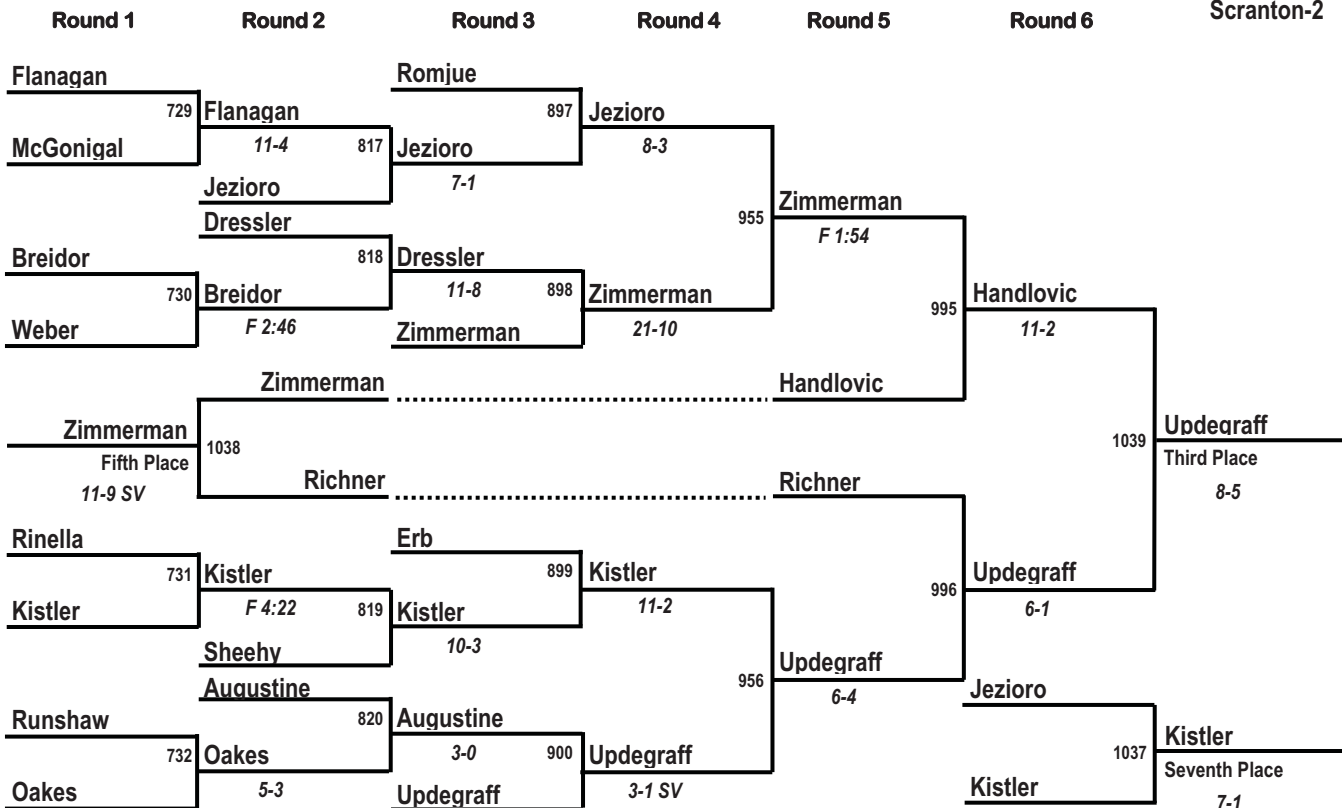 Scranton-2
Round 1 Round 2 Round 3 Round 4 Round 5 Round 6
Flanagan
Romjue
729 Flanagan
897 Jezioro
McGonigal
11-4
817 Jezioro
8-3
Jezioro
7-1
Zimmerman
Dressler
955
F 1:54
Breidor
818 Dressler
730 Breidor
11-8
898 Zimmerman
995 Handlovic
Weber
F 2:46
Zimmerman
21-10
11-2
Zimmerman
Handlovic
Zimmerman
1038
1039 Updegraff
Fifth Place
Third Place
11-9 SV
Richner
Richner
8-5
Rinella
Erb
731 Kistler
899 Kistler
996 Updegraff
Kistler
F 4:22
819 Kistler
11-2
6-1
Sheehy
10-3
Updegraff
Augustine
956
6-4
Jezioro
Runshaw
820 Augustine
732 Oakes
3-0
900 Updegraff
1037 Kistler
Seventh Place
Oakes
5-3
Updegraff
3-1 SV
Kistler
7-1